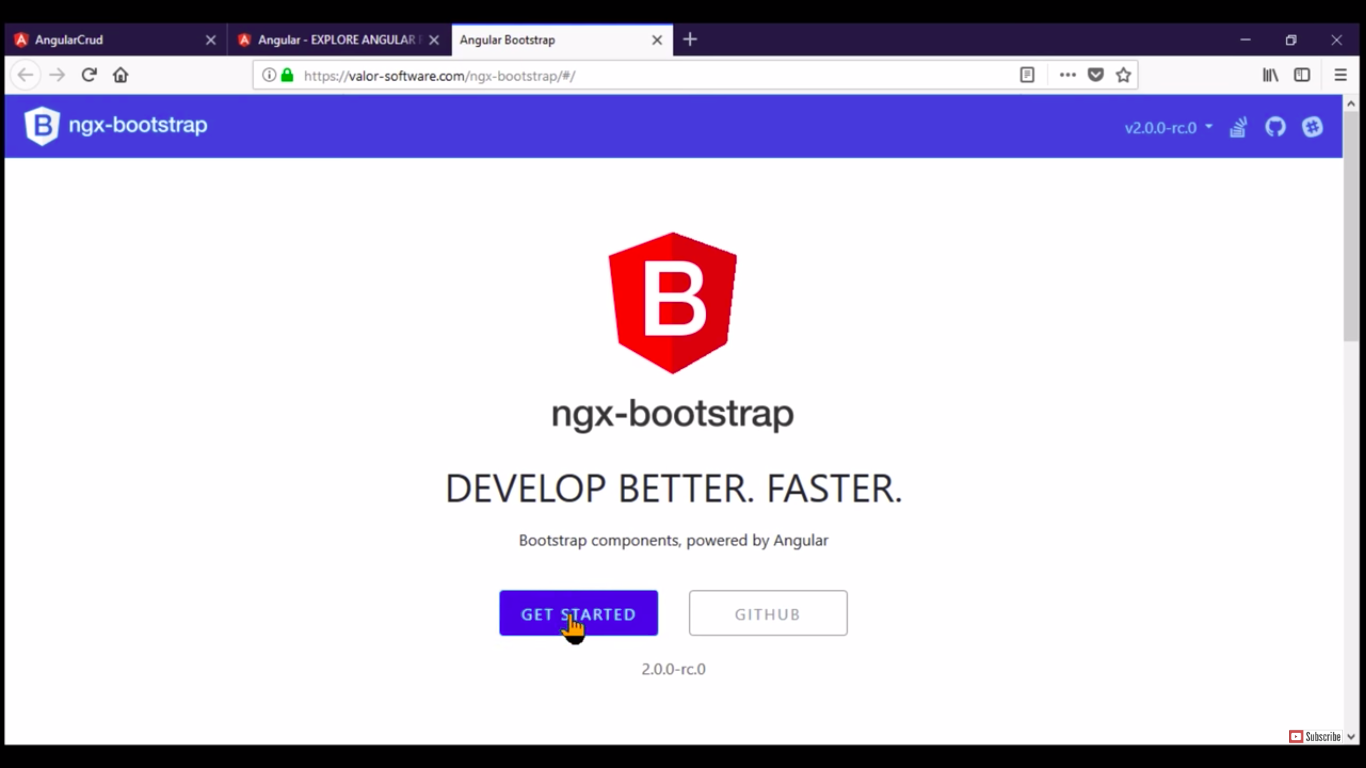 AngularCrud
Angular - EXPLORE ANGULAR
Angular Bootstrap
https://valor-software.com/ngx-bootstrap/#/
B ngx-bootstrap
v2.0.0-rc.0
B
ngx-bootstrap
DEVELOP BETTER. FASTER.
Bootstrap components, powered by Angular
GET STARTED
GITHUB
2.0.0-rc.0
Subscribe